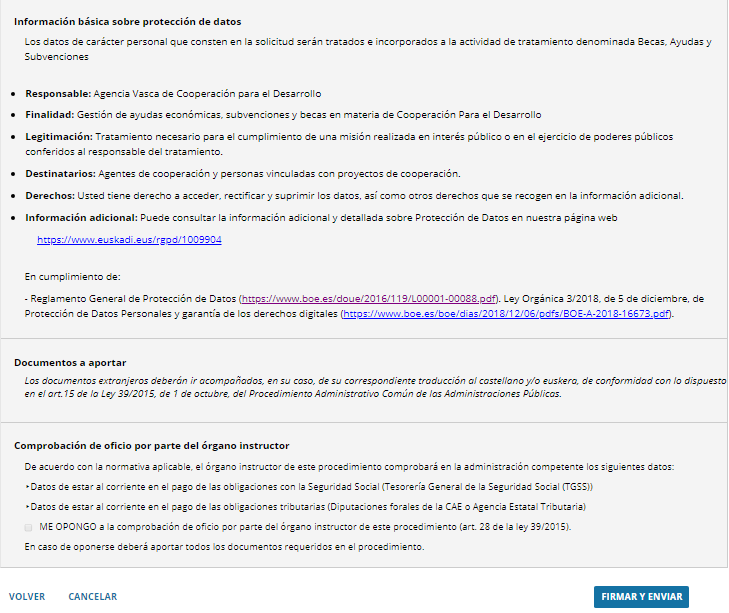 Información básica sobre protección de datos
Los datos de carácter personal que consten en la solicitud serán tratados e incorporados a la actividad de tratamiento denominada Becas, Ayudas y
Subvenciones
• Responsable: Agencia Vasca de Cooperación para el Desarrollo
• Finalidad: Gestión de ayudas económicas, subvenciones y becas en materia de Cooperación Para el Desarrollo
• Legitimación: Tratamiento necesario para el cumplimiento de una misión realizada en interés público o en el ejercicio de poderes públicos
conferidos al responsable del tratamiento.
• Destinatarios: Agentes de cooperación y personas vinculadas con proyectos de cooperación.
• Derechos: Usted tiene derecho a acceder, rectificar y suprimir los datos, así como otros derechos que se recogen en la información adicional.
• Información adicional: Puede consultar la información adicional y detallada sobre Protección de Datos en nuestra página web
https://www.euskadi.eus/rgpd/1009904
En cumplimiento de:
- Reglamento General de Protección de Datos (https://www.boe.es/doue/2016/119/L00001-00088.pdf). Ley Orgánica 3/2018, de 5 de diciembre, de
Protección de Datos Personales y garantía de los derechos digitales (https://www.boe.es/boe/dias/2018/12/06/pdfs/BOE-A-2018-16673.pdf).
Documentos a aportar
Los documentos extranjeros deberán ir acompañados, en su caso, de su correspondiente traducción al castellano y/o euskera, de conformidad con lo dispuesto
en el art.15 de la Ley 39/2015, de 1 de octubre, del Procedimiento Administrativo Común de las Administraciones Públicas.
Comprobación de oficio por parte del órgano instructor
De acuerdo con la normativa aplicable, el órgano instructor de este procedimiento comprobará en la administración competente los siguientes datos:
‣Datos de estar al corriente en el pago de las obligaciones con la Seguridad Social (Tesorería General de la Seguridad Social (TGSS))
‣Datos de estar al corriente en el pago de las obligaciones tributarias (Diputaciones forales de la CAE o Agencia Estatal Tributaria)
ME OPONGO a la comprobación de oficio por parte del órgano instructor de este procedimiento (art. 28 de la ley 39/2015).
En caso de oponerse deberá aportar todos los documentos requeridos en el procedimiento.
VOLVER CANCELAR FIRMAR Y ENVIAR